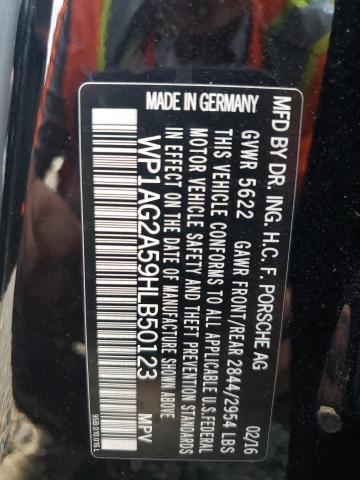 MFD BY DR. ING. H.C. F. PORSCHE AG 02/16
GVWR 5622 GAWR FRONT/REAR 2844/2954 LBS
THIS VEHICLE CONFORMS TO ALL APPLICABLE U.S.FEDERAL
MOTOR VEHICLE SAFETY, BUMPER, AND THEFT PREVENTION STANDARDS
IN EFFECT ON THE DATE OF MANUFACTURE SHOWN ABOVE
MADE IN GERMANY
WP1AG2A59HLB50123 MPV